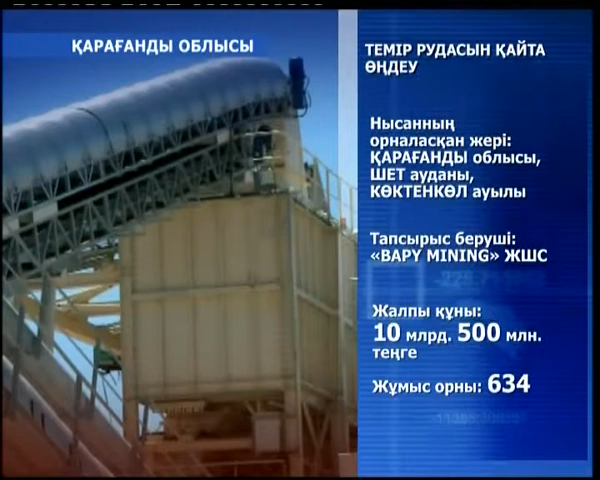 ҚАРАҒАНДЫ ОБЛЫСЫ
ТЕМІР РУДАСЫН ҚАЙТА
ӨҢДЕУ
Нысанның
орналасқан жері:
ҚАРАҒАНДЫ облысы,
ШЕТ ауданы,
КӨКТЕНКӨЛ ауылы
Тапсырыс беруші:
«BAPY MINING» ЖШС
Жалпы құны:
10 млрд. 500 млн.
теңге
Жұмыс орны: 634